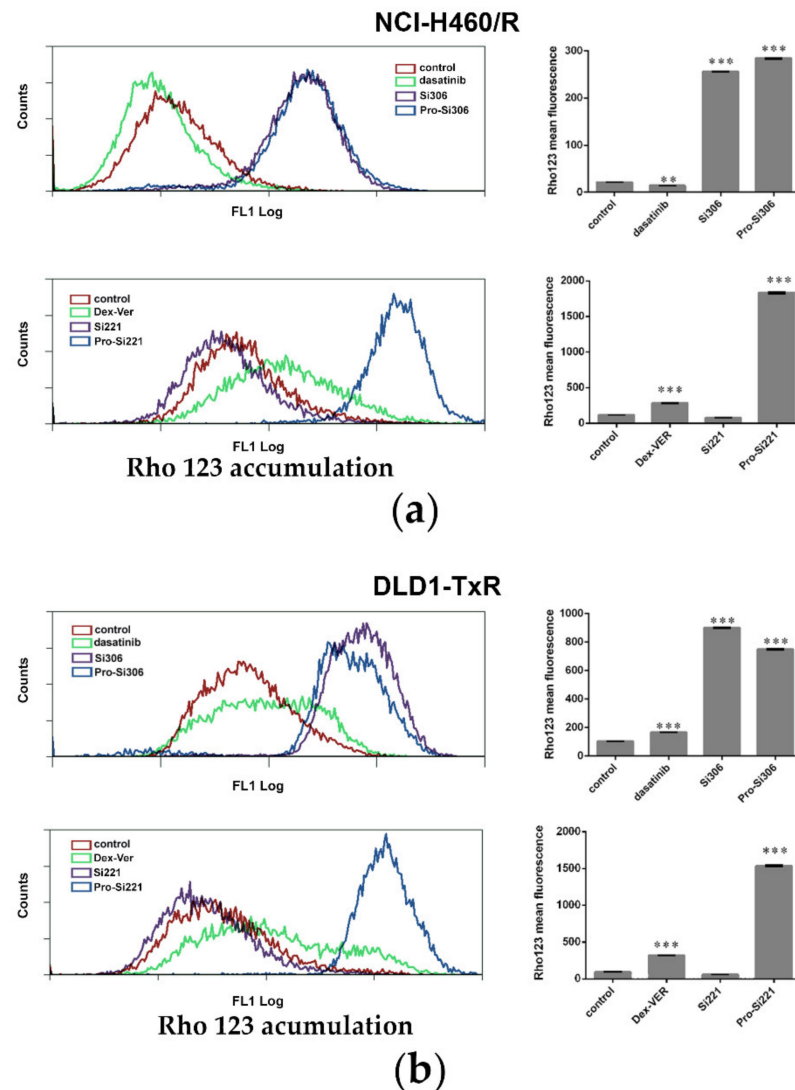 NCI-H460/R
Counts
control
dasatinib
Si306
Pro-Si306
FL1 Log
Rho123 mean fluorescence
300
200
100
0
**
***
***
control
dasatinib
Si306
Pro-Si306
Counts
control
Dex-Ver
Si221
Pro-Si221
FL1 Log
Rho 123 accumulation
Rho123 mean fluorescence
2000
1500
1000
500
0
***
***
control
Dex-VER
Si221
Pro-Si221
(a)
DLD1-TxR
Counts
control
dasatinib
Si306
Pro-Si306
FL1 Log
Rho123 mean fluorescence
1000
800
600
400
200
0
***
***
***
control
dasatinib
Si306
Pro-Si306
Counts
control
Dex-Ver
Si221
Pro-Si221
FL1 Log
Rho 123 acumulation
Rho123 mean fluorescence
2000
1500
1000
500
0
***
***
control
Dex-VER
Si221
Pro-Si221
(b)